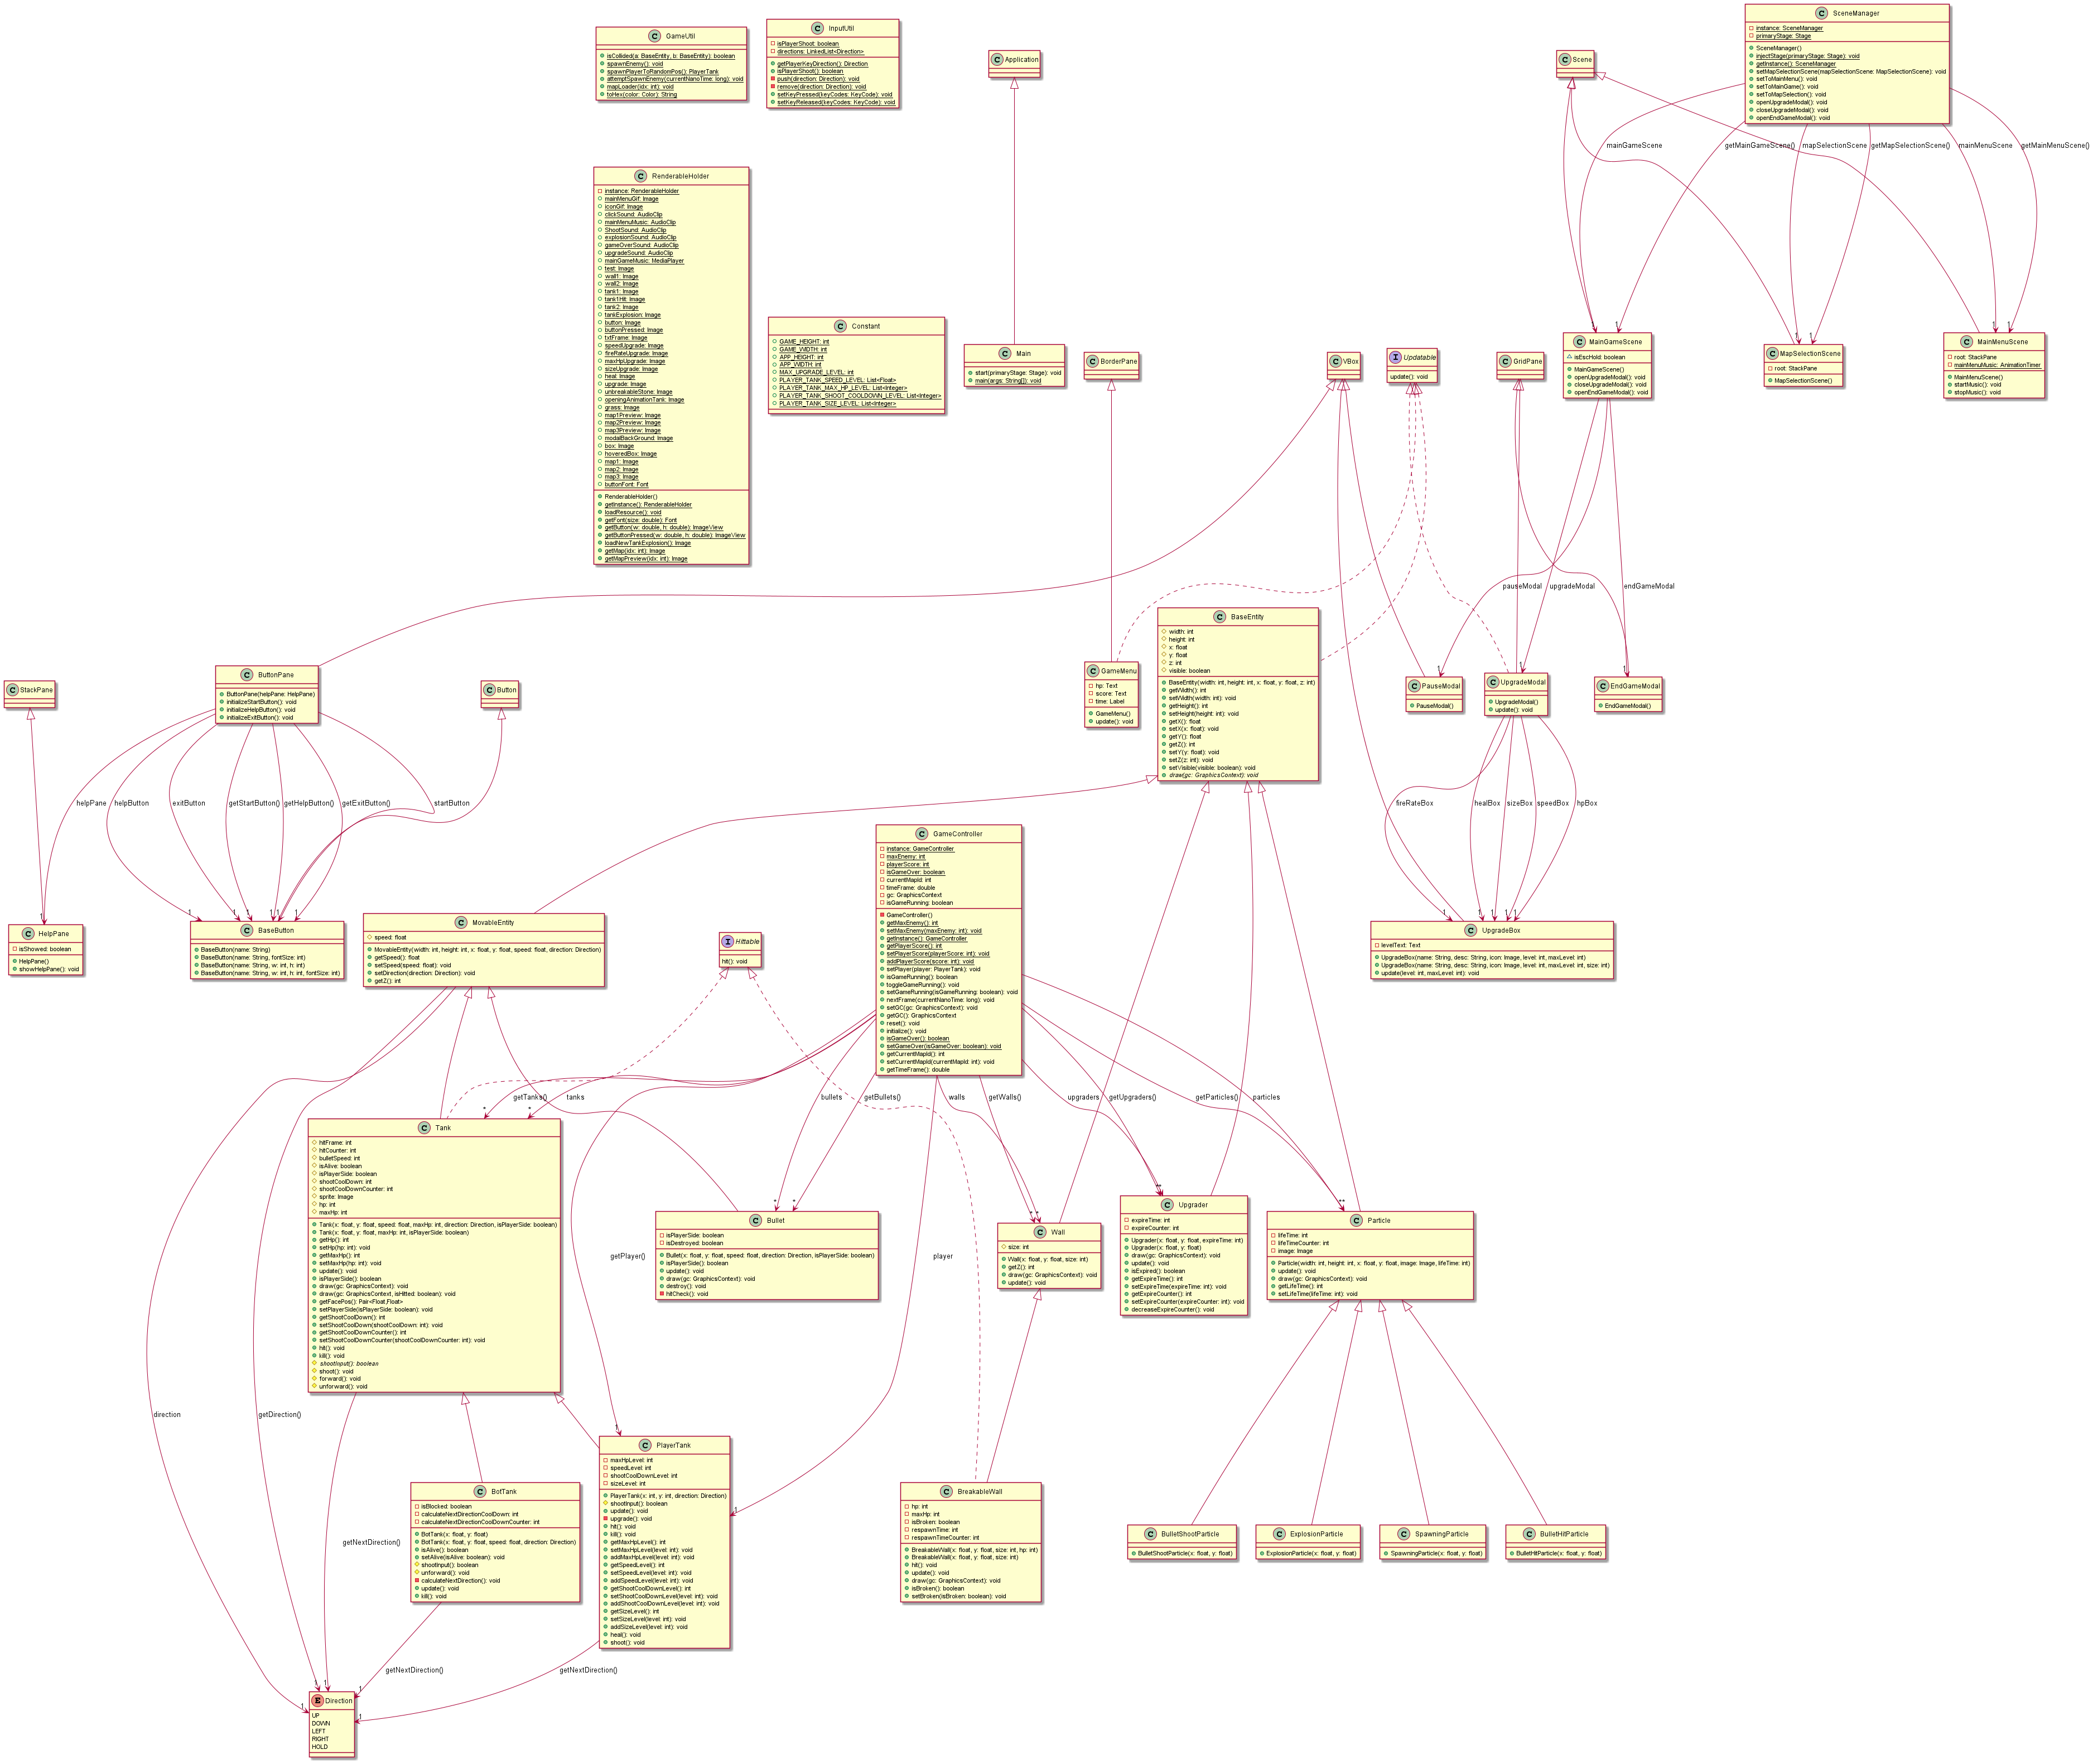 GameUtil
isCollided(a: BaseEntity, b: BaseEntity): boolean
spawnEnemy(): void
spawnPlayerToRandomPos(): PlayerTank
attemptSpawnEnemy(currentNanoTime: long): void
mapLoader(idx: int): void
toHex(color: Color): String
InputUtil
isPlayerShoot: boolean
directions: LinkedList<Direction>
getPlayerKeyDirection(): Direction
isPlayerShoot(): boolean
push(direction: Direction): void
remove(direction: Direction): void
setKeyPressed(keyCodes: KeyCode): void
setKeyReleased(keyCodes: KeyCode): void
Application
Scene
SceneManager
instance: SceneManager
primaryStage: Stage
SceneManager()
injectStage(primaryStage: Stage): void
getInstance(): SceneManager
setMapSelectionScene(mapSelectionScene: MapSelectionScene): void
setToMainMenu(): void
setToMainGame(): void
setToMapSelection(): void
openUpgradeModal(): void
closeUpgradeModal(): void
openEndGameModal(): void
mainGameScene
getMainGameScene()
mapSelectionScene
getMapSelectionScene()
mainMenuScene
getMainMenuScene()
RenderableHolder
instance: RenderableHolder
mainMenuGif: Image
iconGif: Image
clickSound: AudioClip
mainMenuMusic: AudioClip
ShootSound: AudioClip
explosionSound: AudioClip
gameOverSound: AudioClip
upgradeSound: AudioClip
mainGameMusic: MediaPlayer
test: Image
wall1: Image
wall2: Image
tank1: Image
tank1Hit: Image
tank2: Image
tankExplosion: Image
button: Image
buttonPressed: Image
txtFrame: Image
speedUpgrade: Image
fireRateUpgrade: Image
maxHpUpgrade: Image
sizeUpgrade: Image
heal: Image
upgrade: Image
unbreakableStone: Image
openingAnimationTank: Image
grass: Image
map1Preview: Image
map2Preview: Image
map3Preview: Image
modalBackGround: Image
box: Image
hoveredBox: Image
map1: Image
map2: Image
map3: Image
buttonFont: Font
RenderableHolder()
getInstance(): RenderableHolder
loadResource(): void
getFont(size: double): Font
getButton(w: double, h: double): ImageView
getButtonPressed(w: double, h: double): ImageView
loadNewTankExplosion(): Image
getMap(idx: int): Image
getMapPreview(idx: int): Image
Constant
GAME_HEIGHT: int
GAME_WIDTH: int
APP_HEIGHT: int
APP_WIDTH: int
MAX_UPGRADE_LEVEL: int
PLAYER_TANK_SPEED_LEVEL: List<Float>
PLAYER_TANK_MAX_HP_LEVEL: List<Integer>
PLAYER_TANK_SHOOT_COOLDOWN_LEVEL: List<Integer>
PLAYER_TANK_SIZE_LEVEL: List<Integer>
Main
start(primaryStage: Stage): void
main(args: String[]): void
BorderPane
VBox
Updatable
update(): void
GridPane
1
1
MainGameScene
isEscHold: boolean
MainGameScene()
openUpgradeModal(): void
closeUpgradeModal(): void
openEndGameModal(): void
1
1
MapSelectionScene
root: StackPane
MapSelectionScene()
1
1
MainMenuScene
root: StackPane
mainMenuMusic: AnimationTimer
MainMenuScene()
startMusic(): void
stopMusic(): void
pauseModal
upgradeModal
endGameModal
BaseEntity
width: int
height: int
x: float
y: float
z: int
visible: boolean
BaseEntity(width: int, height: int, x: float, y: float, z: int)
getWidth(): int
setWidth(width: int): void
getHeight(): int
setHeight(height: int): void
getX(): float
setX(x: float): void
getY(): float
getZ(): int
setY(y: float): void
setZ(z: int): void
setVisible(visible: boolean): void
draw(gc: GraphicsContext): void
StackPane
ButtonPane
ButtonPane(helpPane: HelpPane)
initializeStartButton(): void
initializeHelpButton(): void
initializeExitButton(): void
Button
GameMenu
hp: Text
score: Text
time: Label
GameMenu()
update(): void
1
PauseModal
PauseModal()
1
UpgradeModal
UpgradeModal()
update(): void
1
EndGameModal
EndGameModal()
helpPane
helpButton
exitButton
getStartButton()
getHelpButton()
getExitButton()
startButton
fireRateBox
healBox
sizeBox
speedBox
hpBox
1
HelpPane
isShowed: boolean
HelpPane()
showHelpPane(): void
1
1
1
1
1
1
BaseButton
BaseButton(name: String)
BaseButton(name: String, fontSize: int)
BaseButton(name: String, w: int, h: int)
BaseButton(name: String, w: int, h: int, fontSize: int)
MovableEntity
speed: float
MovableEntity(width: int, height: int, x: float, y: float, speed: float, direction: Direction)
getSpeed(): float
setSpeed(speed: float): void
setDirection(direction: Direction): void
getZ(): int
Hittable
hit(): void
GameController
instance: GameController
maxEnemy: int
playerScore: int
isGameOver: boolean
currentMapId: int
timeFrame: double
gc: GraphicsContext
isGameRunning: boolean
GameController()
getMaxEnemy(): int
setMaxEnemy(maxEnemy: int): void
getInstance(): GameController
getPlayerScore(): int
setPlayerScore(playerScore: int): void
addPlayerScore(score: int): void
setPlayer(player: PlayerTank): void
isGameRunning(): boolean
toggleGameRunning(): void
setGameRunning(isGameRunning: boolean): void
nextFrame(currentNanoTime: long): void
setGC(gc: GraphicsContext): void
getGC(): GraphicsContext
reset(): void
initialize(): void
isGameOver(): boolean
setGameOver(isGameOver: boolean): void
getCurrentMapId(): int
setCurrentMapId(currentMapId: int): void
getTimeFrame(): double
1
1
1
1
1
UpgradeBox
levelText: Text
UpgradeBox(name: String, desc: String, icon: Image, level: int, maxLevel: int)
UpgradeBox(name: String, desc: String, icon: Image, level: int, maxLevel: int, size: int)
update(level: int, maxLevel: int): void
getTanks()
tanks
bullets
getBullets()
walls
getWalls()
upgraders
getUpgraders()
getParticles()
particles
*
*
Tank
hitFrame: int
hitCounter: int
bulletSpeed: int
isAlive: boolean
isPlayerSide: boolean
shootCoolDown: int
shootCoolDownCounter: int
sprite: Image
hp: int
maxHp: int
Tank(x: float, y: float, speed: float, maxHp: int, direction: Direction, isPlayerSide: boolean)
Tank(x: float, y: float, maxHp: int, isPlayerSide: boolean)
getHp(): int
setHp(hp: int): void
getMaxHp(): int
setMaxHp(hp: int): void
update(): void
isPlayerSide(): boolean
draw(gc: GraphicsContext): void
draw(gc: GraphicsContext, isHitted: boolean): void
getFacePos(): Pair<Float,Float>
setPlayerSide(isPlayerSide: boolean): void
getShootCoolDown(): int
setShootCoolDown(shootCoolDown: int): void
getShootCoolDownCounter(): int
setShootCoolDownCounter(shootCoolDownCounter: int): void
hit(): void
kill(): void
shootInput(): boolean
shoot(): void
forward(): void
unforward(): void
*
*
Bullet
isPlayerSide: boolean
isDestroyed: boolean
Bullet(x: float, y: float, speed: float, direction: Direction, isPlayerSide: boolean)
isPlayerSide(): boolean
update(): void
draw(gc: GraphicsContext): void
destroy(): void
hitCheck(): void
*
*
Wall
size: int
Wall(x: float, y: float, size: int)
getZ(): int
draw(gc: GraphicsContext): void
update(): void
**
Upgrader
expireTime: int
expireCounter: int
Upgrader(x: float, y: float, expireTime: int)
Upgrader(x: float, y: float)
draw(gc: GraphicsContext): void
update(): void
isExpired(): boolean
getExpireTime(): int
setExpireTime(expireTime: int): void
getExpireCounter(): int
setExpireCounter(expireCounter: int): void
decreaseExpireCounter(): void
**
Particle
lifeTime: int
lifeTimeCounter: int
image: Image
Particle(width: int, height: int, x: float, y: float, image: Image, lifeTime: int)
update(): void
draw(gc: GraphicsContext): void
getLifeTime(): int
setLifeTime(lifeTime: int): void
getPlayer()
player
direction
getDirection()
1
PlayerTank
maxHpLevel: int
speedLevel: int
shootCoolDownLevel: int
sizeLevel: int
PlayerTank(x: int, y: int, direction: Direction)
shootInput(): boolean
update(): void
upgrade(): void
hit(): void
kill(): void
getMaxHpLevel(): int
setMaxHpLevel(level: int): void
addMaxHpLevel(level: int): void
getSpeedLevel(): int
setSpeedLevel(level: int): void
addSpeedLevel(level: int): void
getShootCoolDownLevel(): int
setShootCoolDownLevel(level: int): void
addShootCoolDownLevel(level: int): void
getSizeLevel(): int
setSizeLevel(level: int): void
addSizeLevel(level: int): void
heal(): void
shoot(): void
1
getNextDirection()
BotTank
isBlocked: boolean
calculateNextDirectionCoolDown: int
calculateNextDirectionCoolDownCounter: int
BotTank(x: float, y: float)
BotTank(x: float, y: float, speed: float, direction: Direction)
isAlive(): boolean
setAlive(isAlive: boolean): void
shootInput(): boolean
unforward(): void
calculateNextDirection(): void
update(): void
kill(): void
BreakableWall
hp: int
maxHp: int
isBroken: boolean
respawnTime: int
respawnTimeCounter: int
BreakableWall(x: float, y: float, size: int, hp: int)
BreakableWall(x: float, y: float, size: int)
hit(): void
update(): void
draw(gc: GraphicsContext): void
isBroken(): boolean
setBroken(isBroken: boolean): void
BulletShootParticle
BulletShootParticle(x: float, y: float)
ExplosionParticle
ExplosionParticle(x: float, y: float)
SpawningParticle
SpawningParticle(x: float, y: float)
BulletHitParticle
BulletHitParticle(x: float, y: float)
getNextDirection()
getNextDirection()
1
1
1
1
1
Direction
UP
DOWN
LEFT
RIGHT
HOLD